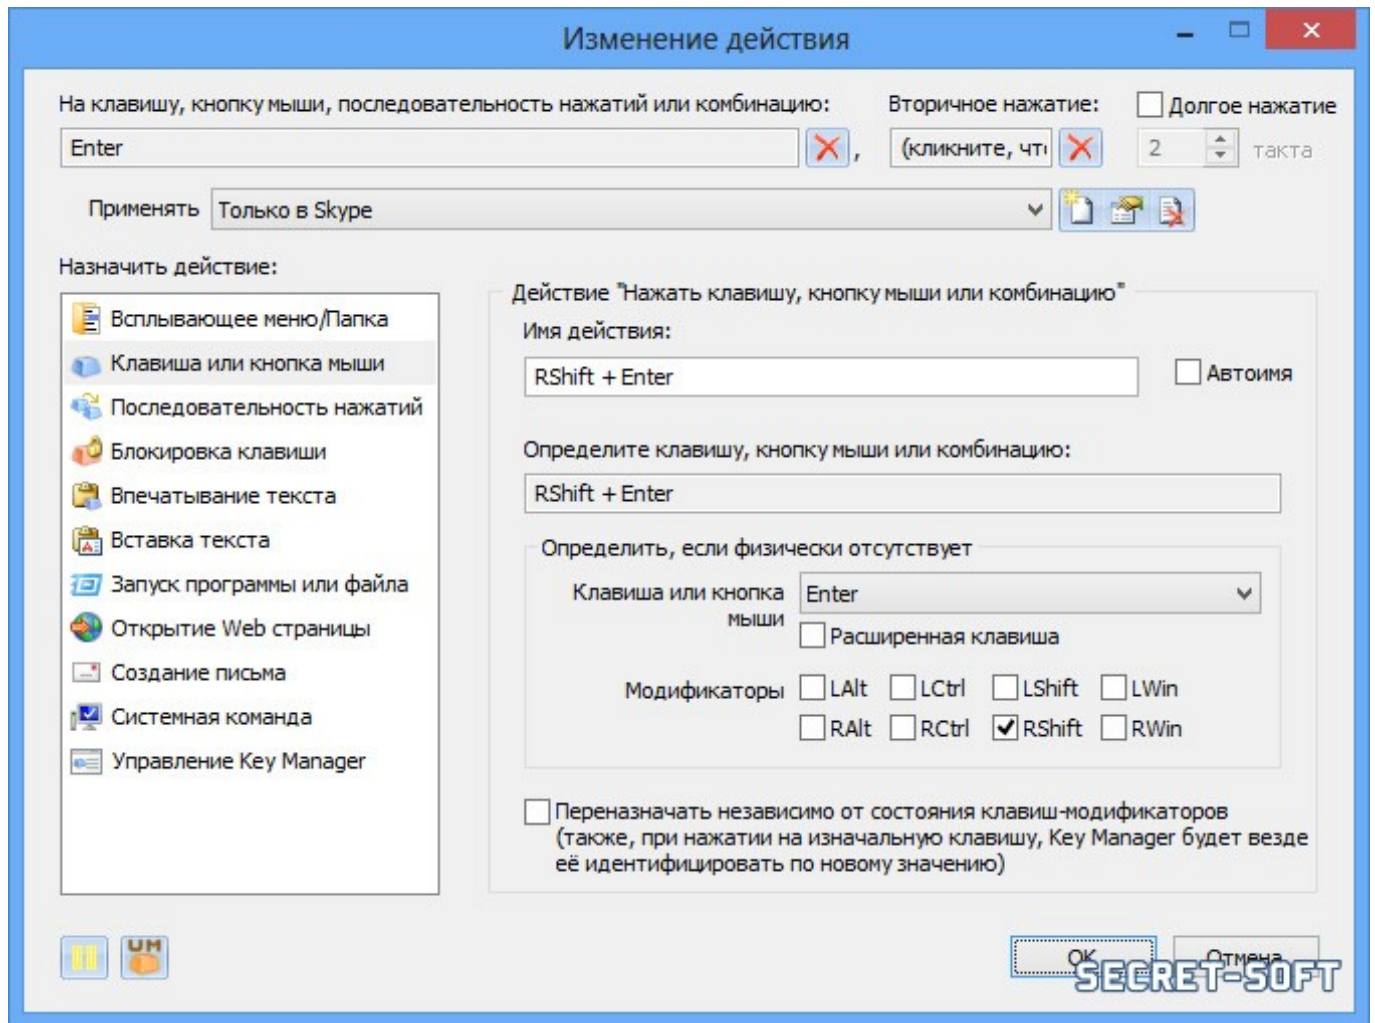 Изменение действия
На клавишу, кнопку мыши, последовательность нажатий или комбинацию:
Вторичное нажатие:
Долгое нажатие
Enter
,
(кликните, что
2
такта
Применять
Только в Skype
Назначить действие:
Всплывающее меню/Папка
Клавиша или кнопка мыши
Последовательность нажатий
Блокировка клавиши
Впечатывание текста
Вставка текста
Запуск программы или файла
Открытие Web страницы
Создание письма
Системная команда
Управление Key Manager
Действие "Нажать клавишу, кнопку мыши или комбинацию"
Имя действия:
RShift + Enter
Автоимя
Определите клавишу, кнопку мыши или комбинацию:
RShift + Enter
Определить, если физически отсутствует
Клавиша или кнопка
мыши
Enter
Расширенная клавиша
Модификаторы
LAlt LCtrl LShift LWin
RAlt RCtrl RShift RWin
Переназначать независимо от состояния клавиш-модификаторов
(также, при нажатии на изначальную клавишу, Key Manager будет везде
её идентифицировать по новому значению)
UM
OK
Отмена
SECRET-SOFT